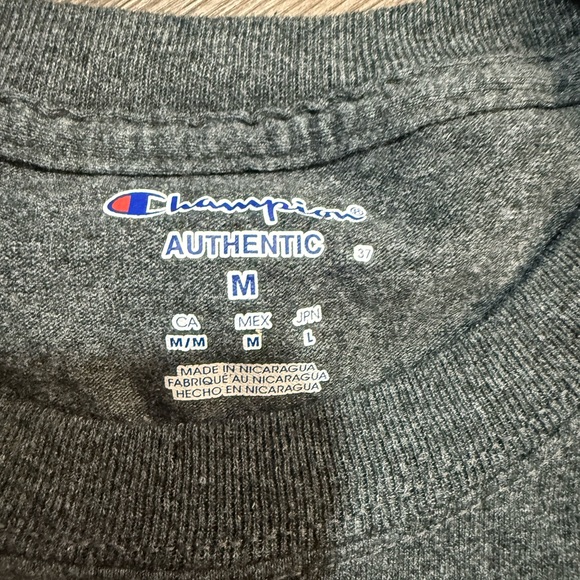 Champion®
AUTHENTIC
37
M
CA MEX JPN
M/M M L
MADE IN NICARAGUA
FABRIQUÉ AU NICARAGUA
HECHO EN NICARAGUA